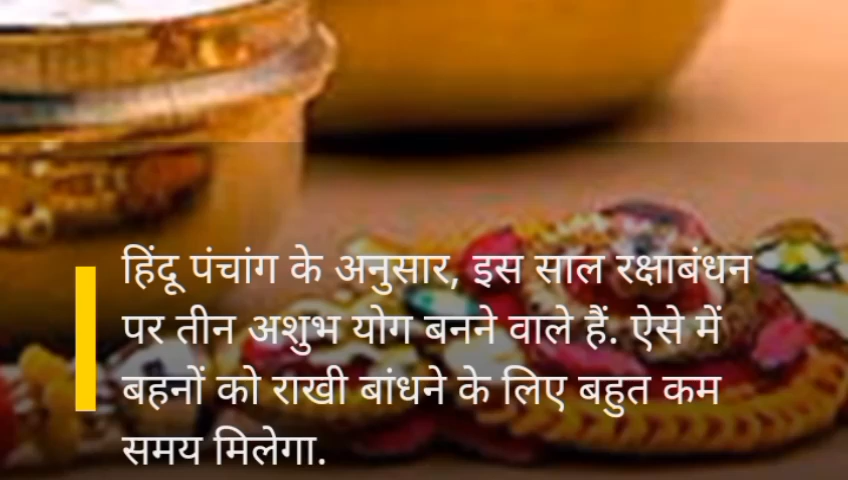 हिंदू पंचांग के अनुसार, इस साल रक्षाबंधन
पर तीन अशुभ योग बनने वाले हैं. ऐसे में
बहनों को राखी बांधने के लिए बहुत कम
समय मिलेगा.